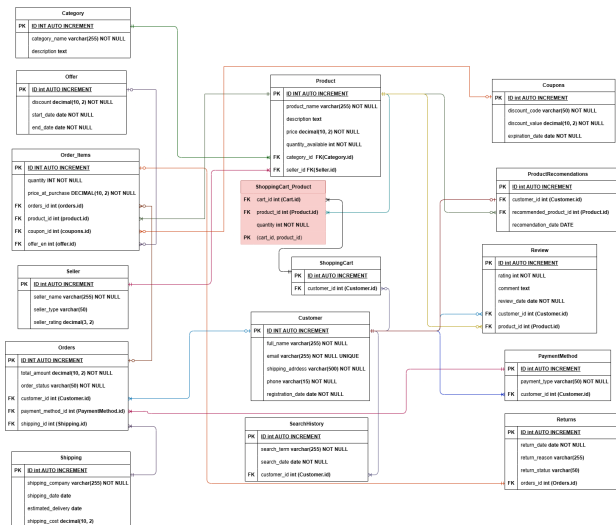 Category
PK ID INT AUTO INCREMENT
category_name varchar(255) NOT NULL
description text
Offer
PK ID int AUTO INCREMENT
discount decimal(10, 2) NOT NULL
start_date date NOT NULL
end_date date NOT NULL
Order_Items
PK ID INT AUTO INCREMENT
quantity INT NOT NULL
price_at_purchase DECIMAL(10, 2) NOT NULL
FK orders_id int (orders.id)
FK product_id int (product.id)
FK coupon_id int (coupons.id)
FK offer_en int (offer.id)
Seller
PK ID int AUTO INCREMENT
seller_name varchar(255) NOT NULL
seller_type varchar(50)
seller_rating decimal(3, 2)
Orders
PK ID INT AUTO INCREMENT
total_amount decimal(10, 2) NOT NULL
order_status varchar(50) NOT NULL
FK customer_id int (Customer.id)
FK payment_method_id int (PaymentMethod.id)
FK shipping_id int (Shipping.id)
Shipping
PK ID int AUTO INCREMENT
shipping_company varchar(255) NOT NULL
shipping_date date
estimated_delivery date
shipping_cost decimal(10, 2)
Product
PK ID INT AUTO INCREMENT
product_name varchar(255) NOT NULL
description text
price decimal(10, 2) NOT NULL
quantity_available int NOT NULL
FK category_id FK(Category.id)
FK seller_id FK(Seller.id)
ShoppingCart_Product
FK cart_id int (Cart.id)
FK product_id int (Product.id)
quantity int NOT NULL
PK (cart_id, product_id)
ShoppingCart
PK ID int AUTO INCREMENT
FK customer_id int (Customer.id)
Customer
PK ID INT AUTO INCREMENT
full_name varchar(255) NOT NULL
email varchar(255) NOT NULL UNIQUE
shipping_adrdess varchar(500) NOT NULL
phone varchar(15) NOT NULL
registration_date date NOT NULL
SearchHistory
PK ID int AUTO INCREMENT
search_term varchar(255) NOT NULL
search_date date NOT NULL
FK customer_id int (Customer.id)
Coupons
PK ID int AUTO INCREMENT
discount_code varchar(50) NOT NULL
discount_value decimal(10, 2) NOT NULL
expiration_date date NOT NULL
ProductRecomendations
PK ID int AUTO INCREMENT
FK customer_id int (Customer.id)
FK recommended_product_id int (Product.id)
recomendation_date DATE
Review
PK ID int AUTO INCREMENT
rating int NOT NULL
comment text
review_date date NOT NULL
FK customer_id int (Customer.id)
FK product_id int (Product.id)
PaymentMethod
PK ID int AUTO INCREMENT
payment_type varchar(50) NOT NULL
FK customer_id int (Customer.id)
Returns
PK ID int AUTO INCREMENT
return_date date NOT NULL
return_reason varchar(255)
return_status varchar(50)
FK orders_id int (Orders.id)